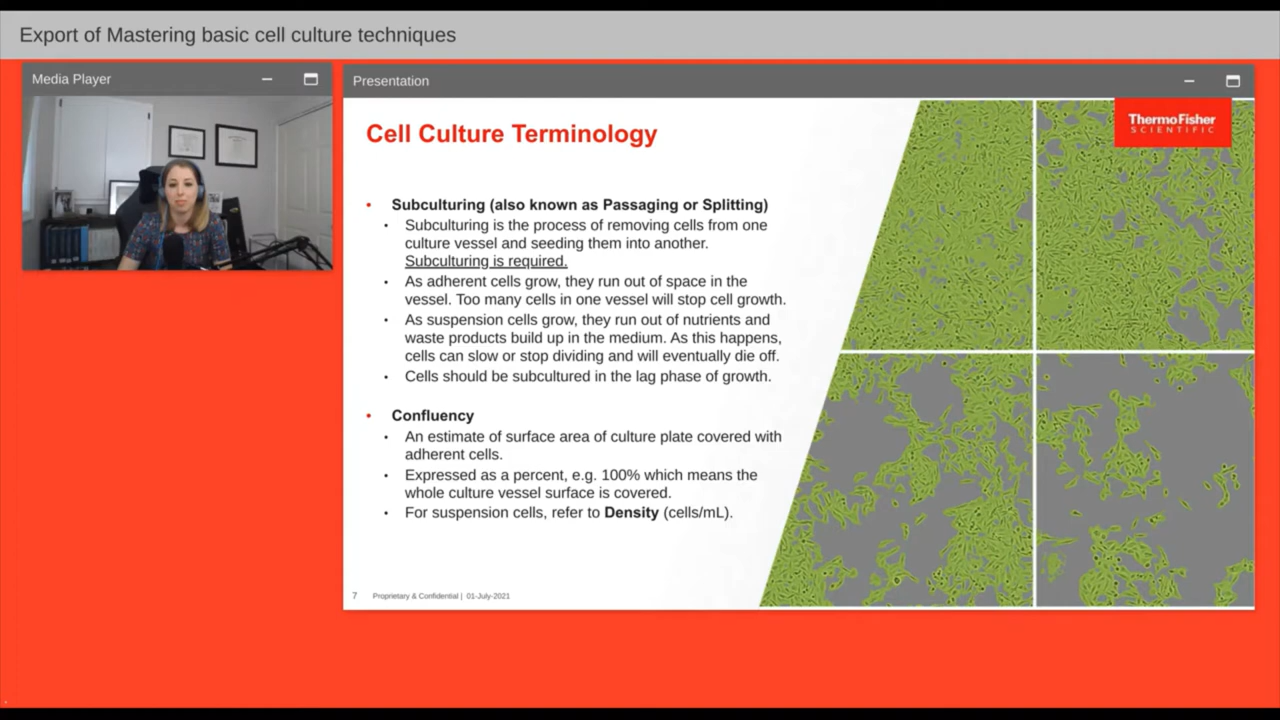 Export of Mastering basic cell culture techniques
Media Player
Presentation
ThermoFisher
SCIENTIFIC
Cell Culture Terminology
• Subculturing (also known as Passaging or Splitting)
• Subculturing is the process of removing cells from one
culture vessel and seeding them into another.
Subculturing is required.
• As adherent cells grow, they run out of space in the
vessel. Too many cells in one vessel will stop cell growth.
• As suspension cells grow, they run out of nutrients and
waste products build up in the medium. As this happens,
cells can slow or stop dividing and will eventually die off.
• Cells should be subcultured in the lag phase of growth.
• Confluency
• An estimate of surface area of culture plate covered with
adherent cells.
• Expressed as a percent, e.g. 100% which means the
whole culture vessel surface is covered.
• For suspension cells, refer to Density (cells/mL).
7 Proprietary & Confidential | 01-July-2021